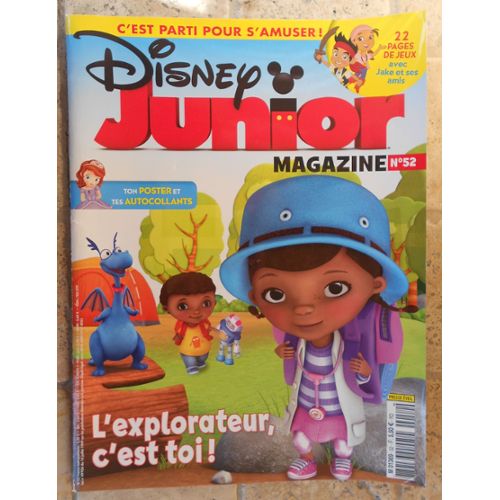 C'EST PARTI POUR S'AMUSER !
22
PAGES
DE JEUX
avec
Jake et ses
amis
Disney
Junior
MAGAZINE N°52
TON POSTER ET
TES AUTOCOLLANTS
L'explorateur,
c'est toi !